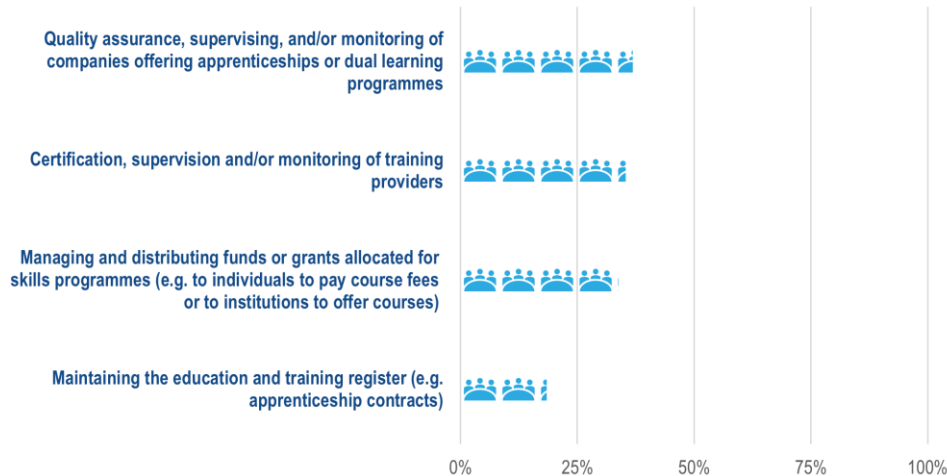 Quality assurance, supervising, and/or monitoring of
companies offering apprenticeships or dual learning
programmes
Certification, supervision and/or monitoring of training
providers
Managing and distributing funds or grants allocated for
skills programmes (e.g. to individuals to pay course fees
or to institutions to offer courses)
Maintaining the education and training register (e.g.
apprenticeship contracts)
0% 25% 50% 75% 100%